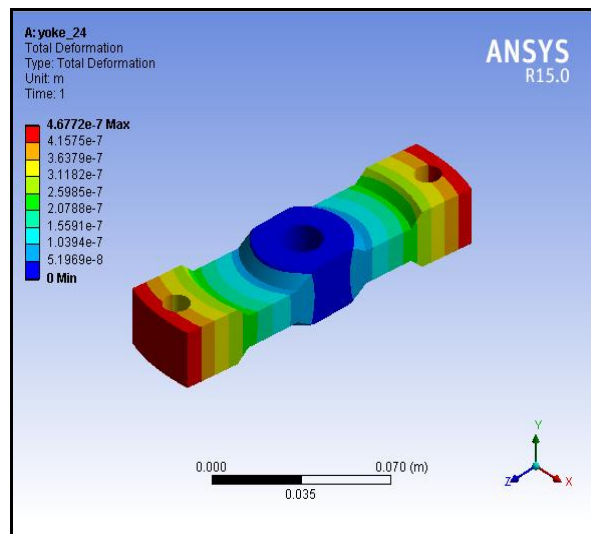 A: yoke_24
Total Deformation
Type: Total Deformation
Unit: m
Time: 1
ANSYS
R15.0
4.6772e-7 Max
4.1575e-7
3.6379e-7
3.1182e-7
2.5985e-7
2.0788e-7
1.5591e-7
1.0394e-7
5.1969e-8
0 Min
0.000
0.070 (m)
0.035
Y
Z
X